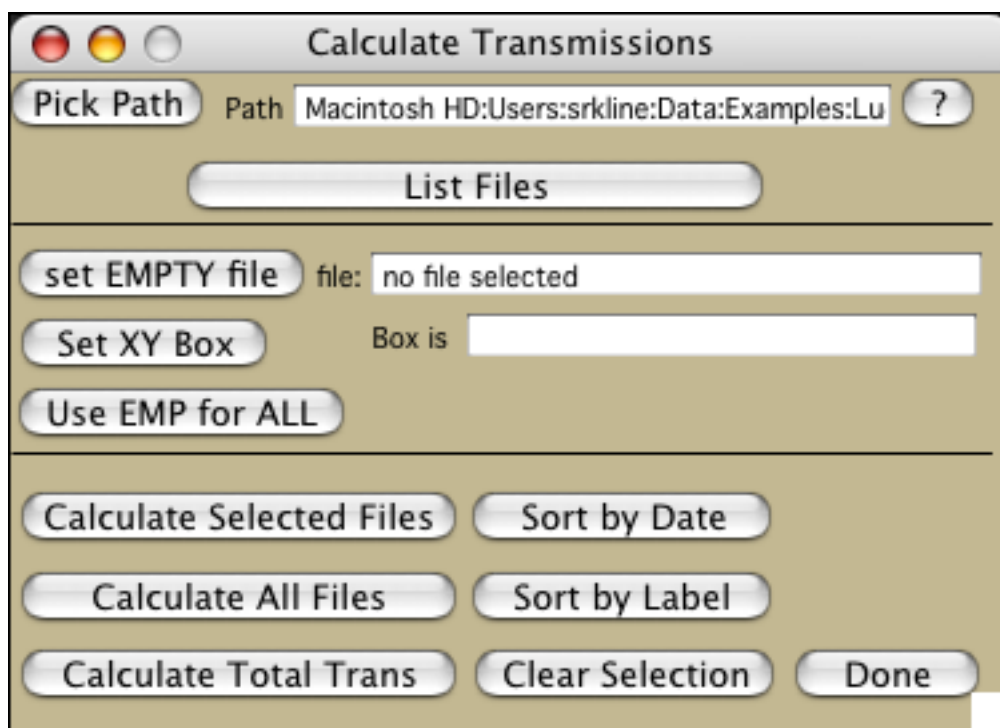 Calculate Transmissions
Pick Path Path Macintosh HD:Users:srkline:Data:Examples:Lu ?
List Files
set EMPTY file file: no file selected
Set XY Box Box is
Use EMP for ALL
Calculate Selected Files Sort by Date
Calculate All Files Sort by Label
Calculate Total Trans Clear Selection Done